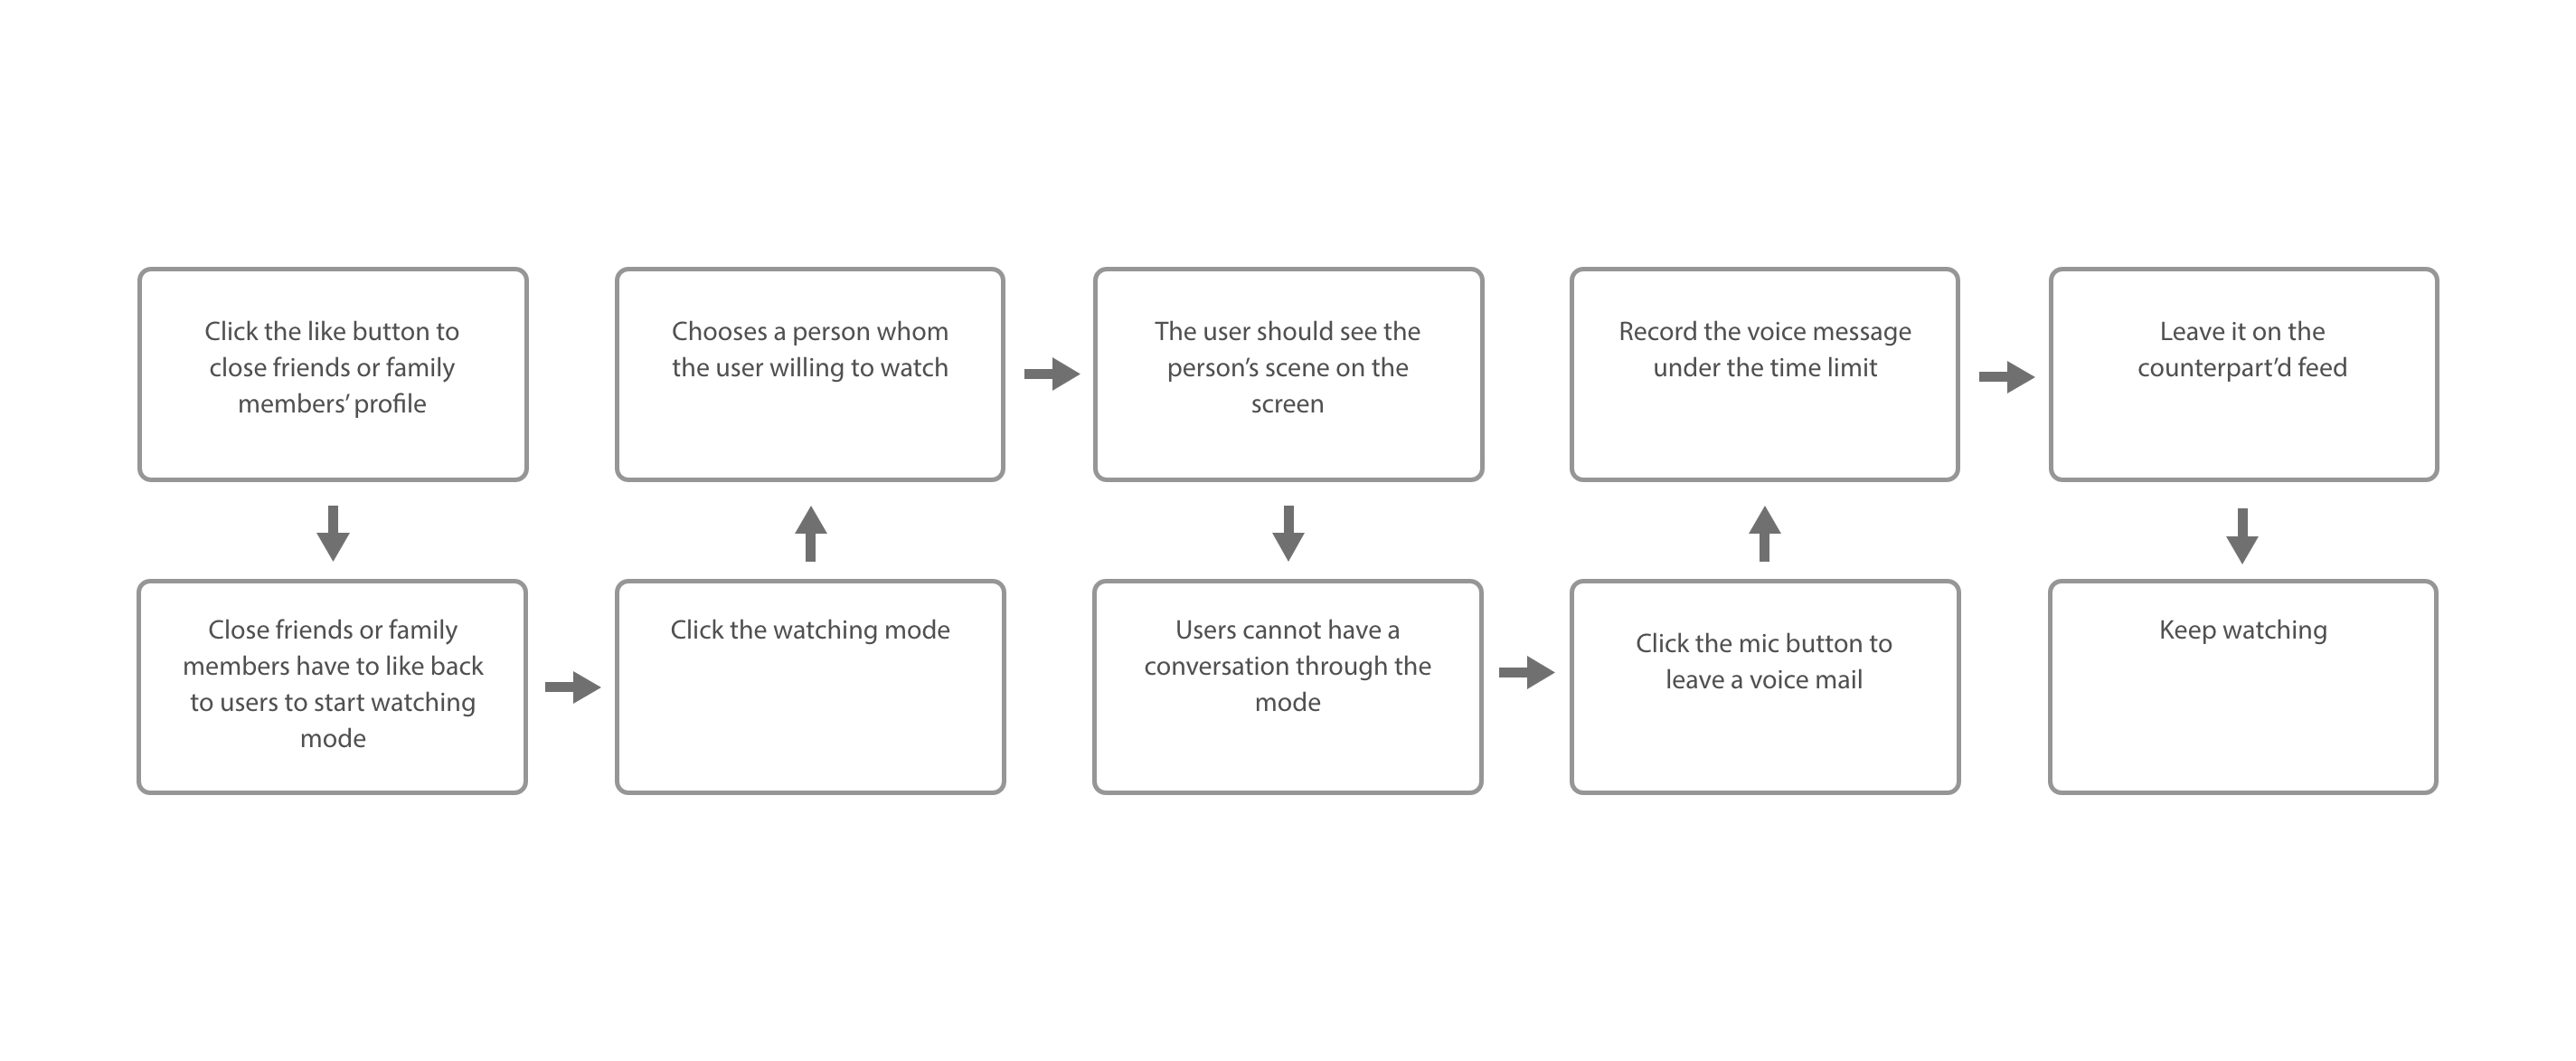 Click the like button to
close friends or family
members’ profile
Close friends or family
members have to like back
to users to start watching
mode
Click the watching mode
Chooses a person whom
the user willing to watch
The user should see the
person’s scene on the
screen
Users cannot have a
conversation through the
mode
Click the mic button to
leave a voice mail
Record the voice message
under the time limit
Leave it on the
counterpart’d feed
Keep watching